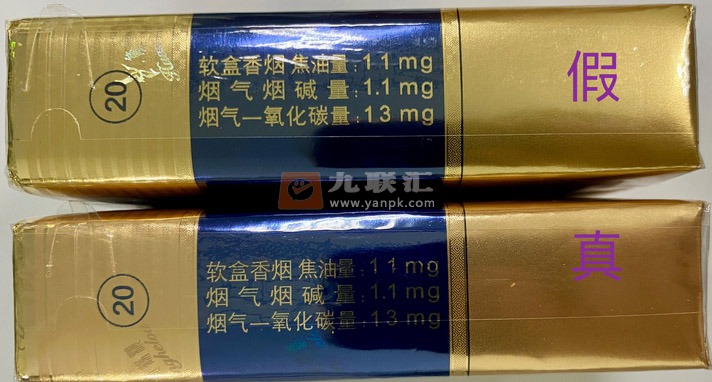 20
软盒香烟 焦油量:11mg
烟气烟碱量:1.1mg
烟气一氧化碳量:13mg
假
九联汇
www.yanpk.com
20
软盒香烟 焦油量:11mg
烟气烟碱量:1.1mg
烟气一氧化碳量:13mg
真